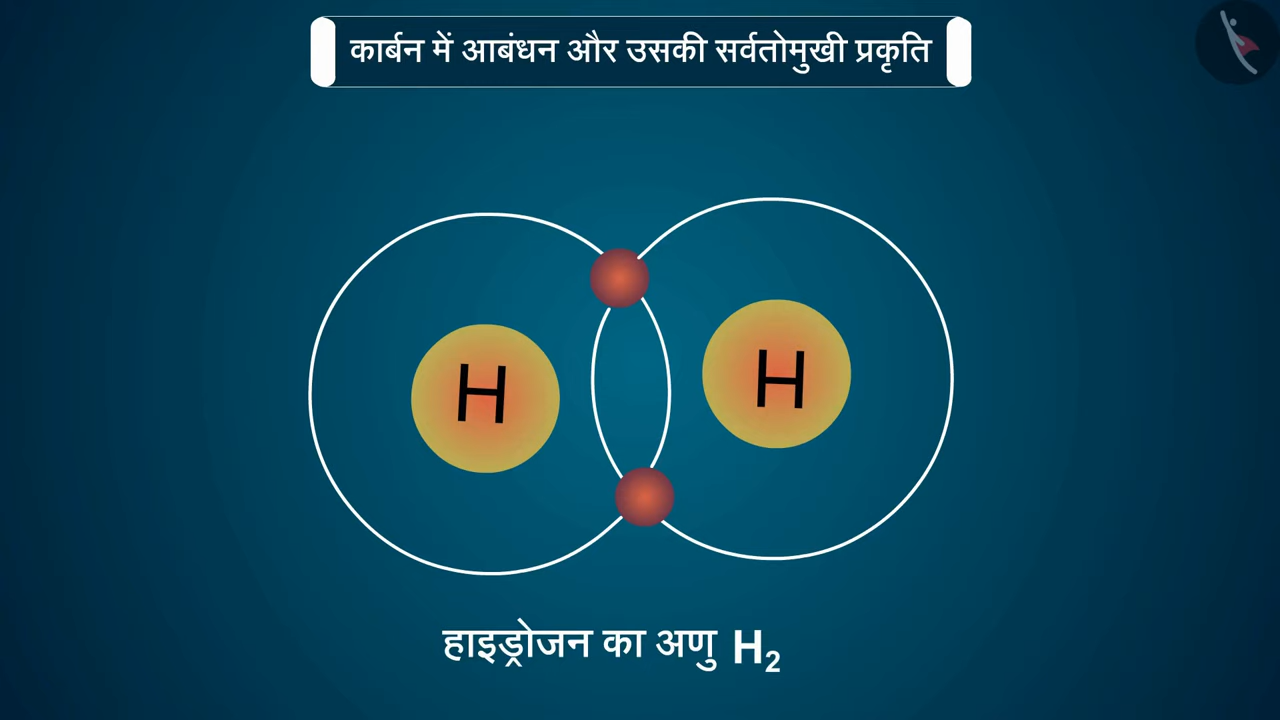 कार्बन में आबंधन और उसकी सर्वतोमुखी प्रकृति
H H
हाइड्रोजन का अणु H₂